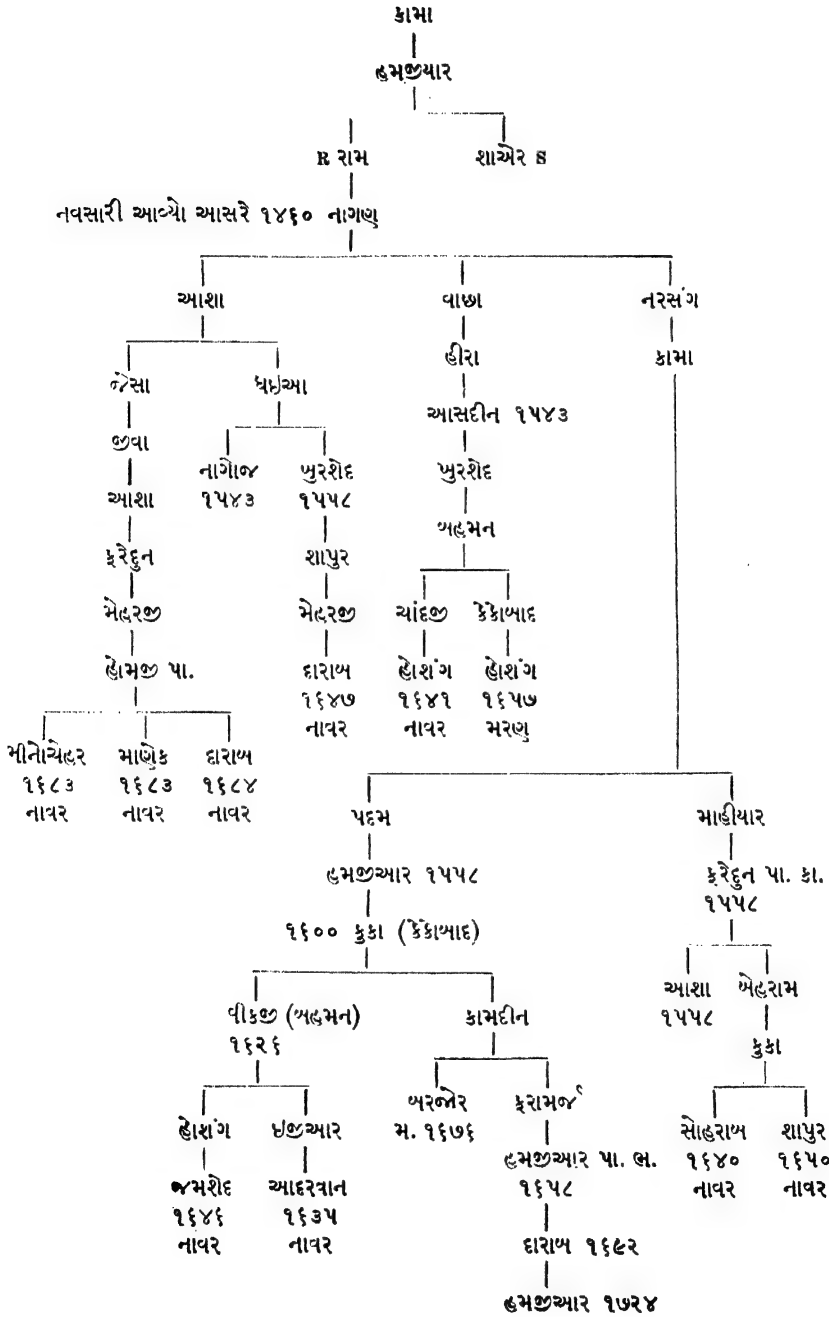 કામા
હમજીયાર
R રામ
શાએર S
નવસારી આવ્યો આસરે ૧૪૬૦ નાગણ
આશા
વાછા
નરસંગ
હીરા
કામા
જેસા
ધઇઆ
આસદીન ૧૫૪૩
જીવા
નાગોજ
ખુરશેદ
ખુરશેદ
આશા
૧૫૪૩
૧૫૫૮
બહમન
ફરેદુન
શાપુર
મેહરજી
મેહરજી
ચાંદજી
કેકોબાદ
હોમજી પા.
દારાબ
હોશંગ
હોશંગ
૧૬૪૭
૧૬૪૧
૧૬૫૭
નાવર
નાવર
મરણ
મીનોચેહર
માણેક
દારાબ
૧૬૮૩
૧૬૮૩
૧૬૮૪
નાવર
નાવર
નાવર
પદમ
માહીયાર
હમજીઆર ૧૫૫૮
ફરેદુન પા. કા.
૧૫૫૮
૧૬૦૦ કુકા (કેકોબાદ)
આશા
બેહરામ
૧૫૫૮
વીકજી (બહમન)
કામદીન
૧૬૨૬
કુકા
બરજોર
ફરામર્જ
મ. ૧૬૭૬
હોશંગ
ઇજીઆર
સોહરાબ
શાપુર
હમજીઆર પા. ભ.
૧૬૪૦
૧૬૫૦
જમશેદ
આદરત્રાન
૧૬૫૮
નાવર
નાવર
૧૬૪૬
૧૬૩૫
નાવર
નાવર
દારાબ ૧૬૯૨
હમજીઆર ૧૭૨૪